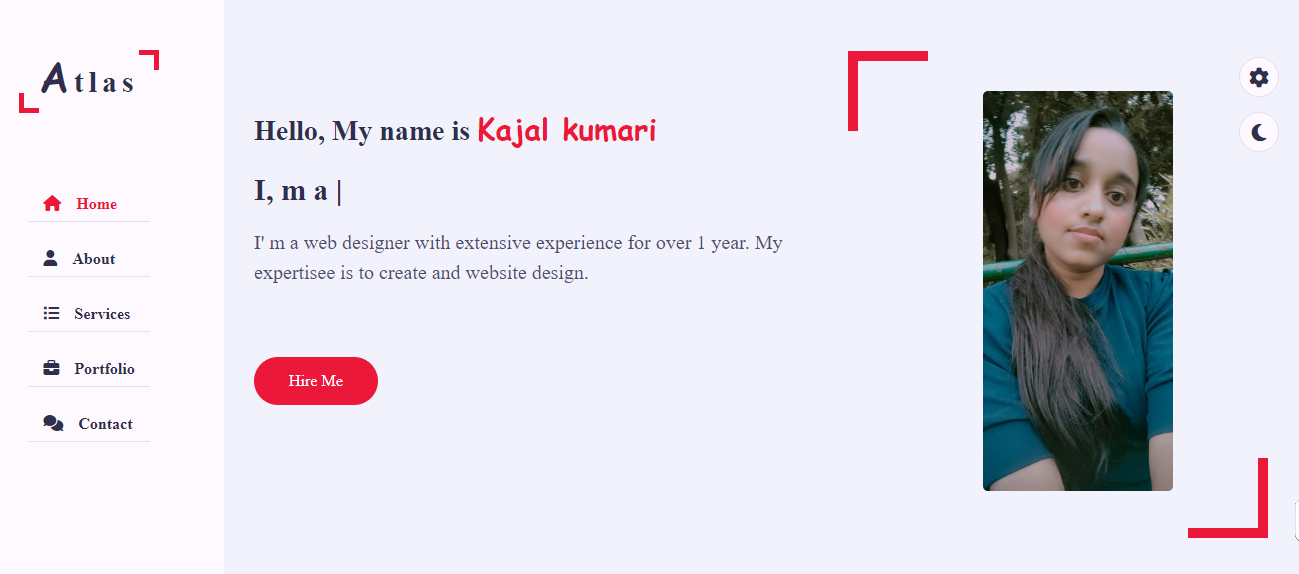 Atlas
Home
About
Services
Portfolio
Contact
Hello, My name is Kajal kumari
I, m a |
I' m a web designer with extensive experience for over 1 year. My
expertisee is to create and website design.
Hire Me